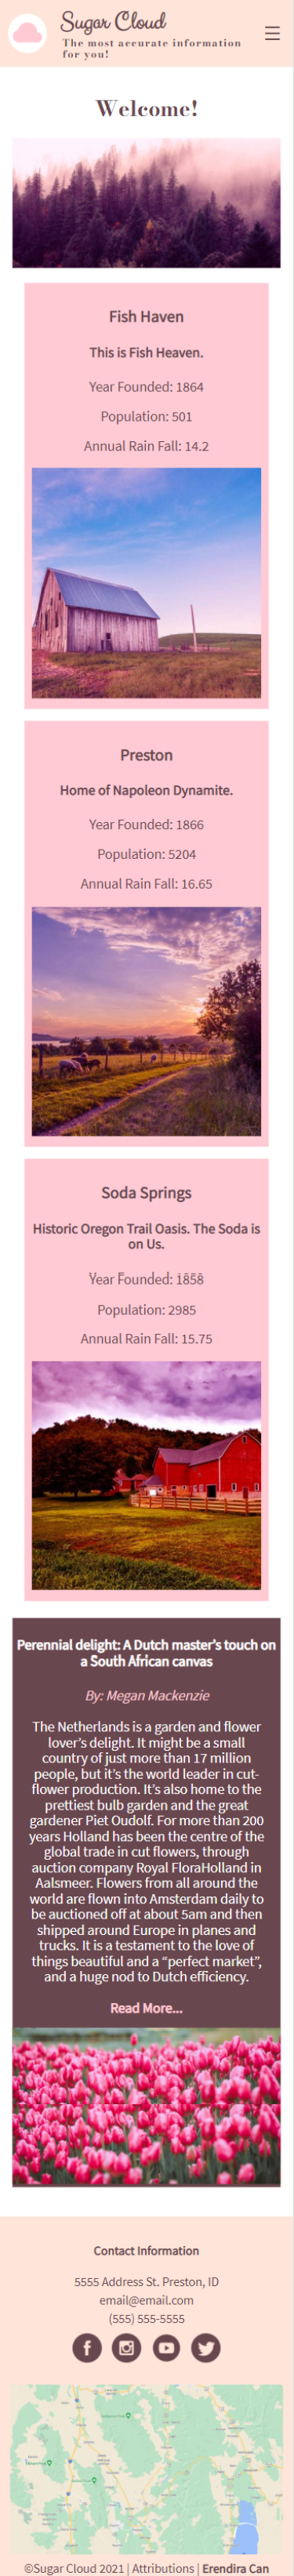 Sugar Cloud
The most accurate information
for you!
Welcome!
Fish Haven
This is Fish Heaven.
Year Founded: 1864
Population: 501
Annual Rain Fall: 14.2
Preston
Home of Napoleon Dynamite.
Year Founded: 1866
Population: 5204
Annual Rain Fall: 16.65
Soda Springs
Historic Oregon Trail Oasis. The Soda is
on Us.
Year Founded: 1858
Population: 2985
Annual Rain Fall: 15.75
Perennial delight: A Dutch master's touch on
a South African canvas
By: Megan Mackenzie
The Netherlands is a garden and flower
lover's delight. It might be a small
country of just more than 17 million
people, but it's the world leader in cut-
flower production. It's also home to the
prettiest bulb garden and the great
gardener Piet Oudolf. For more than 200
years Holland has been the centre of the
global trade in cut flowers, through
auction company Royal FloraHolland in
Aalsmeer. Flowers from all around the
world are flown into Amsterdam daily to
be auctioned off at about 5am and then
shipped around Europe in planes and
trucks. It is a testament to the love of
things beautiful and a “perfect market”,
and a huge nod to Dutch efficiency.
Read More...
Contact Information
5555 Address St. Preston, ID
email@email.com
(555) 555-5555
©Sugar Cloud 2021 | Attributions | Erendira Can